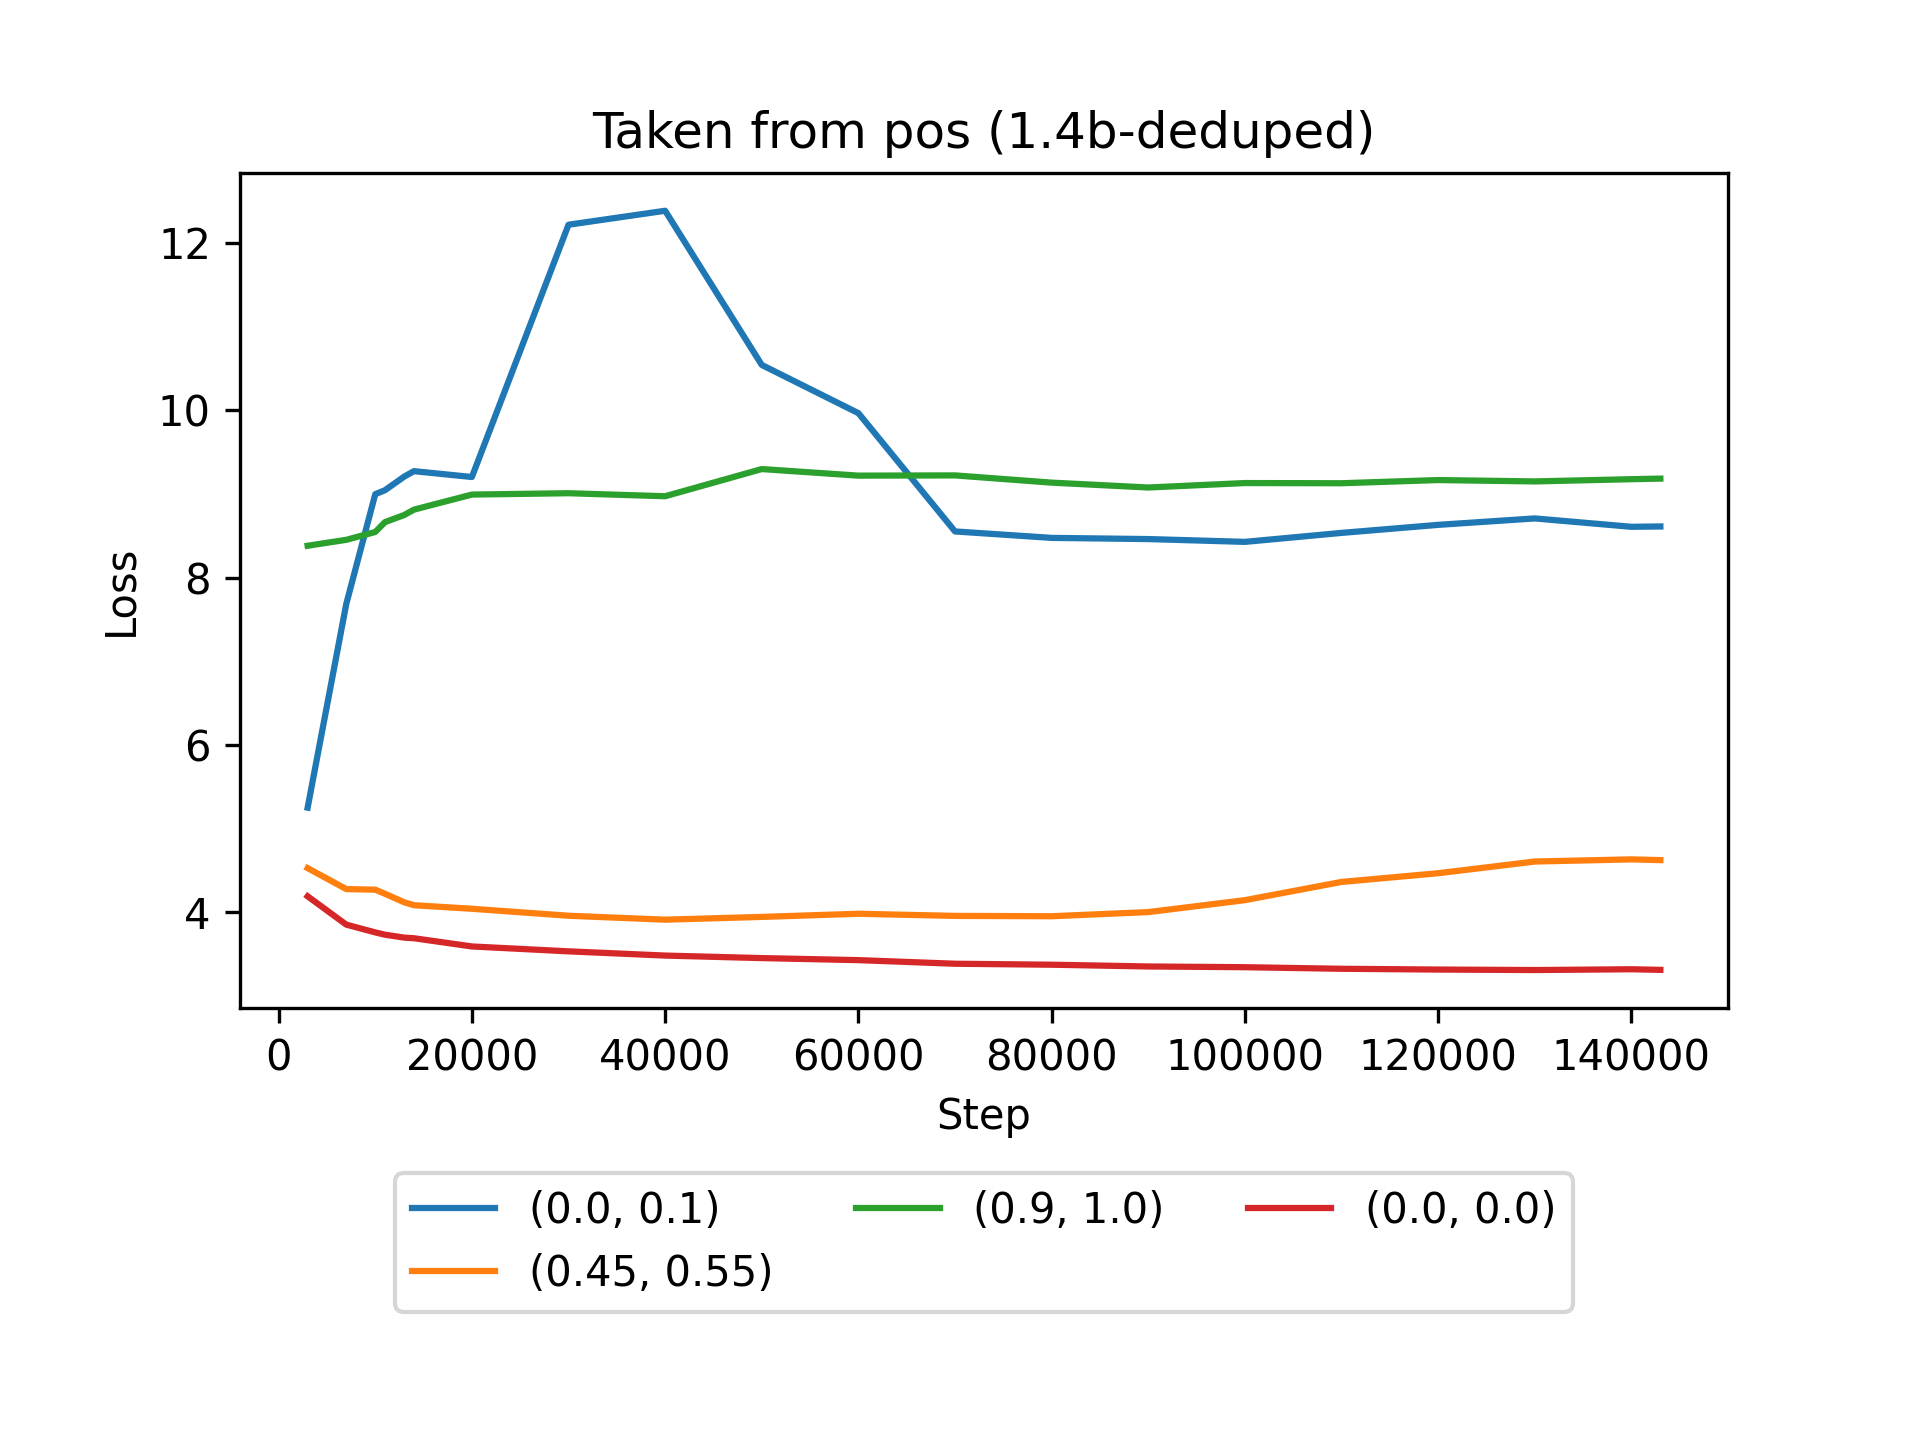 Taken from pos (1.4b-deduped)
12
10
8
6
4
Loss
0 20000 40000 60000 80000 100000 120000 140000
Step
(0.0, 0.1) (0.9, 1.0) (0.0, 0.0)
(0.45, 0.55)